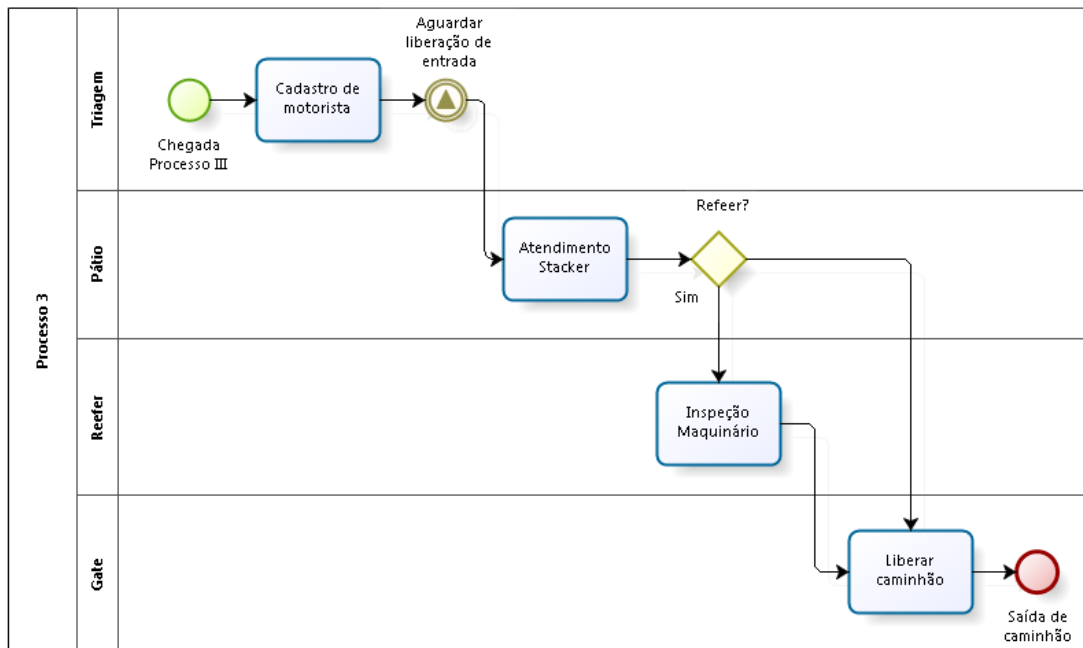 Processo 3
Triagem
Chegada
Processo III
Cadastro de
motorista
Aguardar
liberação de
entrada
Pátio
Atendimento
Stacker
Refeer?
Sim
Reefer
Inspeção
Maquinário
Gate
Liberar
caminhão
Saída de
caminhão